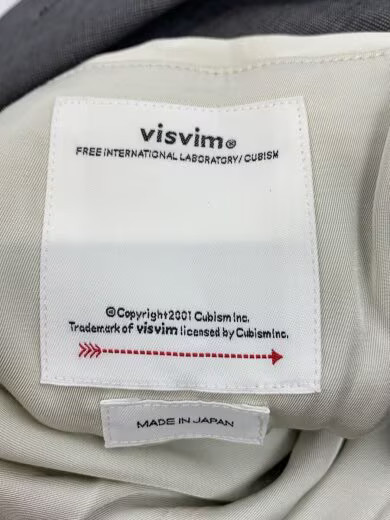 visvim®
FREE INTERNATIONAL LABORATORY/CUBISM
©Copyright2001 Cubism Inc.
Trademark of visvim licensed by Cubism Inc.
MADE IN JAPAN